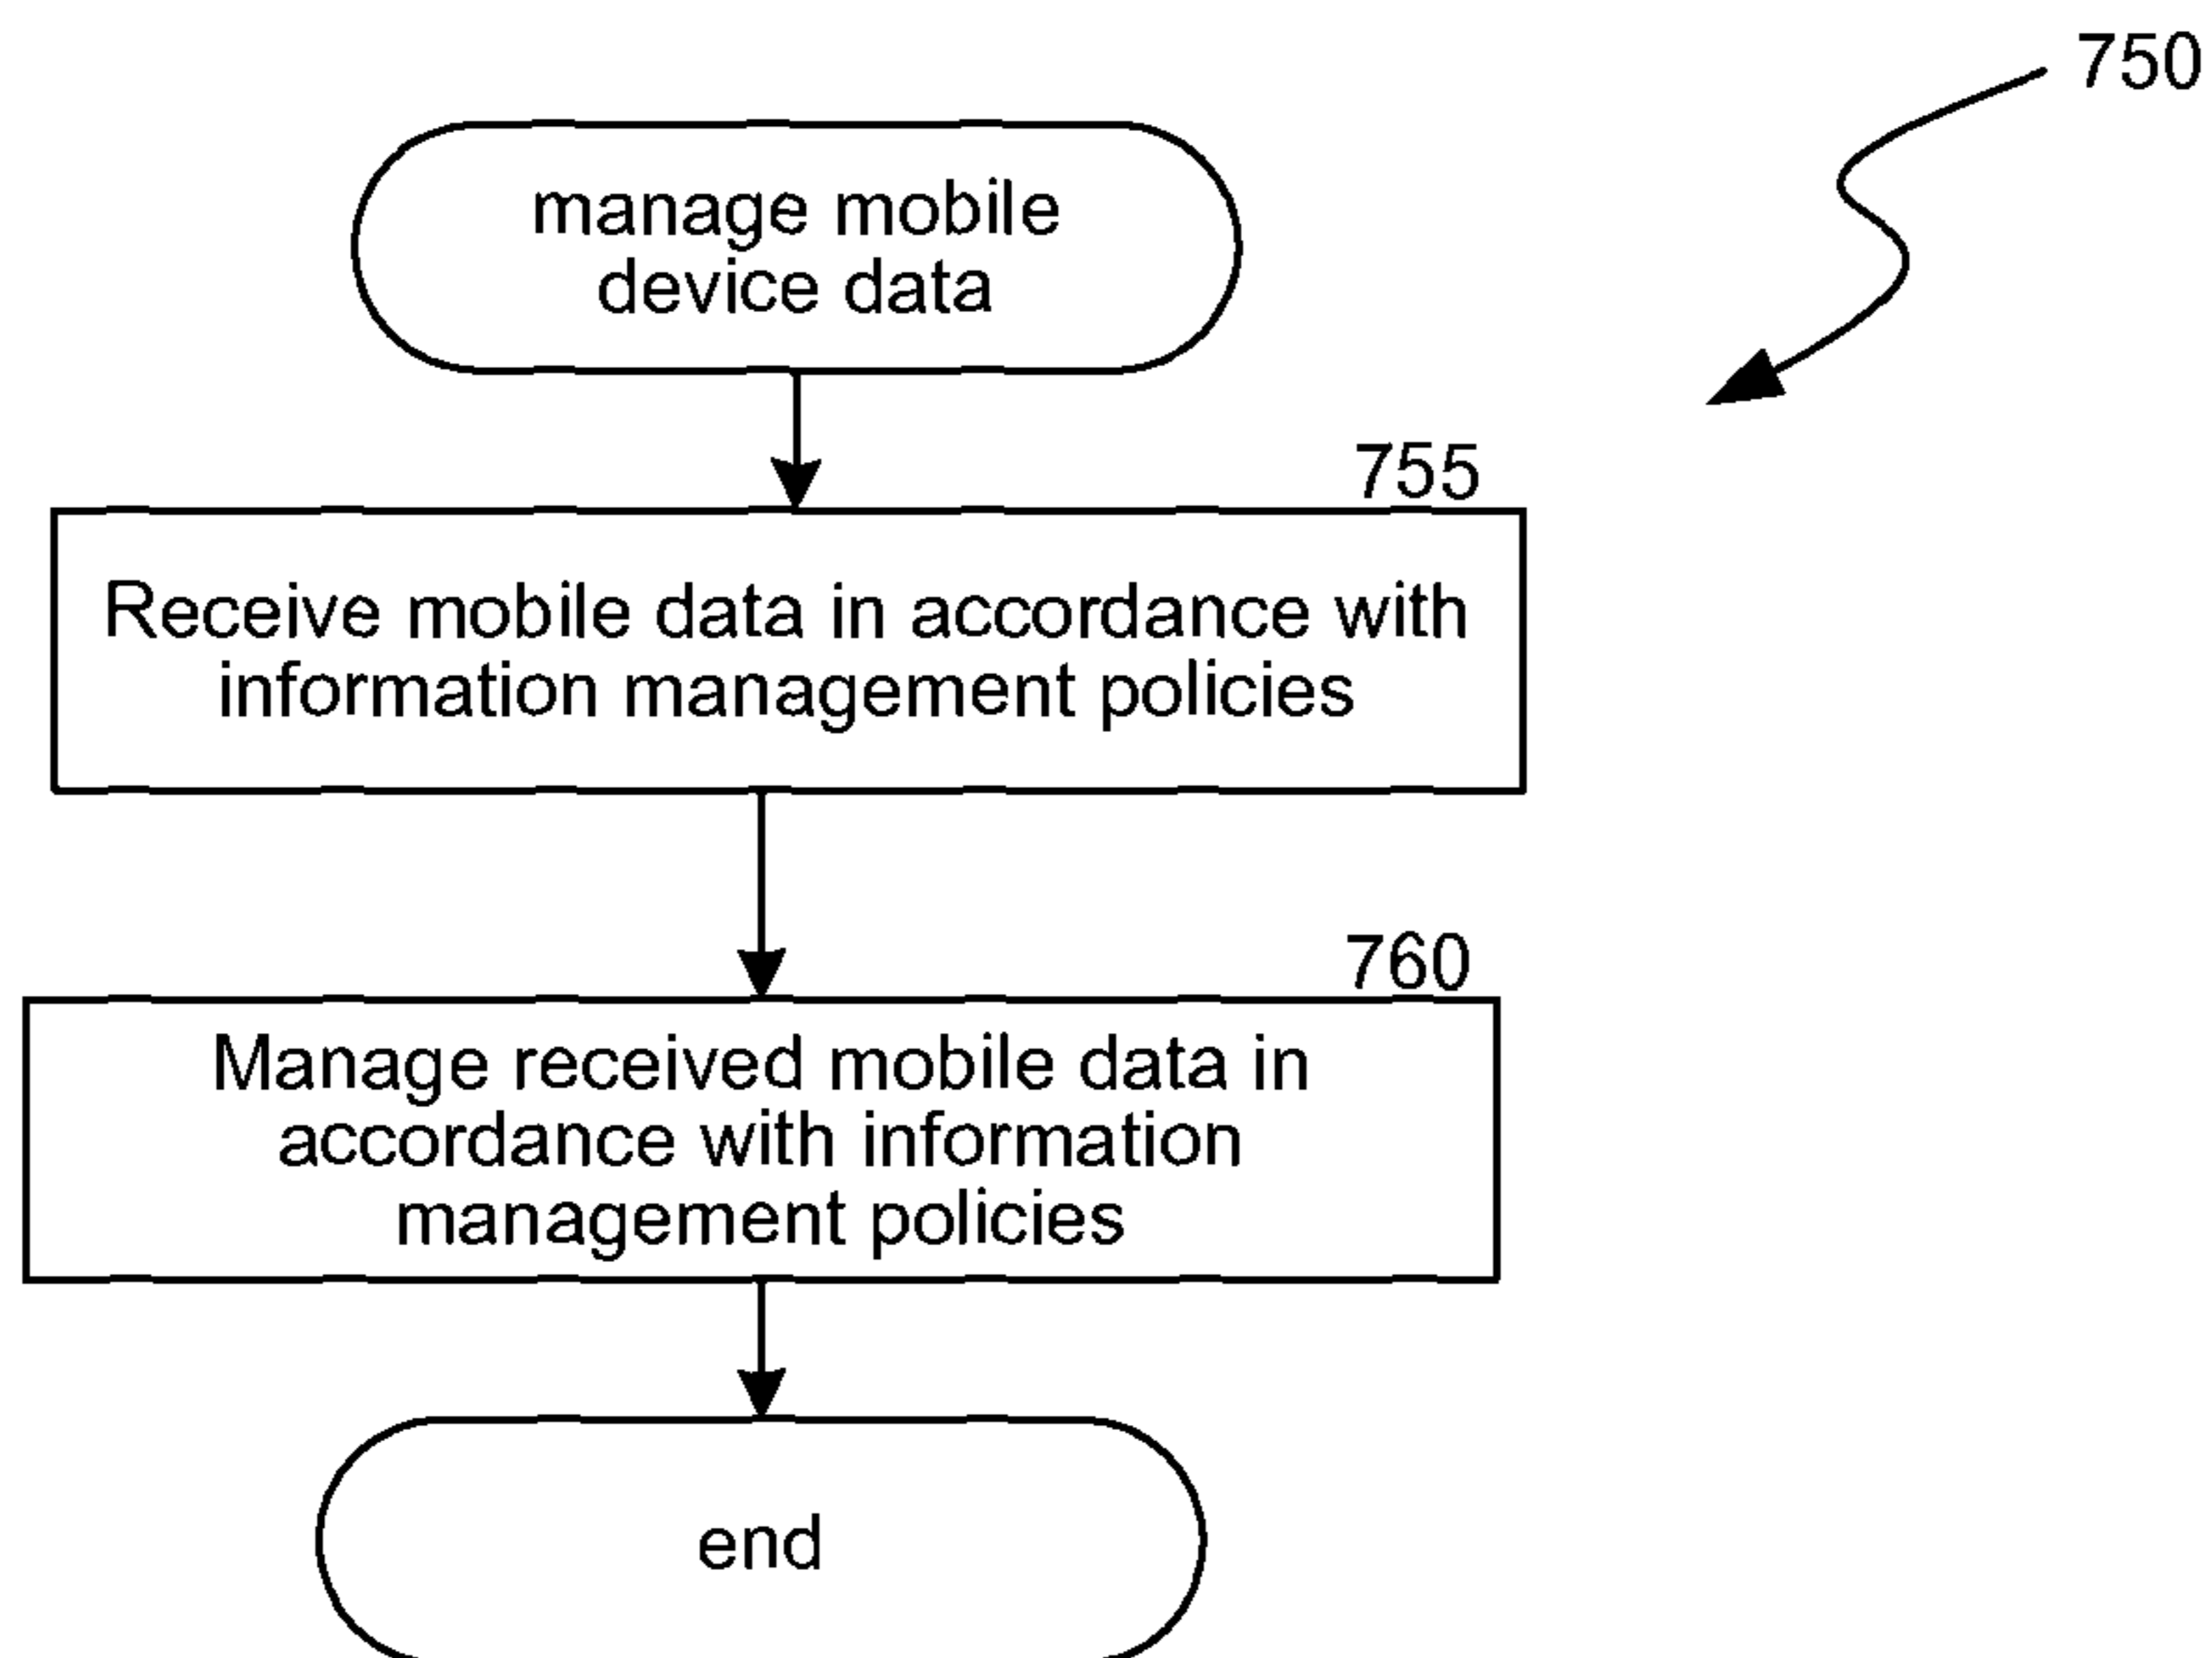 750
manage mobile
device data
755
Receive mobile data in accordance with
information management policies
760
Manage received mobile data in
accordance with information
management policies
end